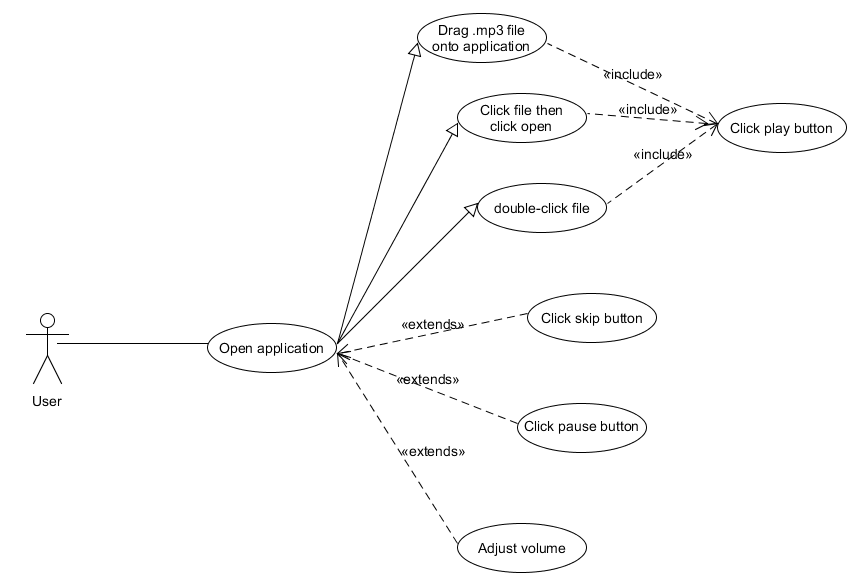 Drag .mp3 file
onto application
«include»
Click file then
click open
«include»
Click play button
«include»
double-click file
Click skip button
«extends»
Open application
User
«extends»
Click pause button
«extends»
Adjust volume